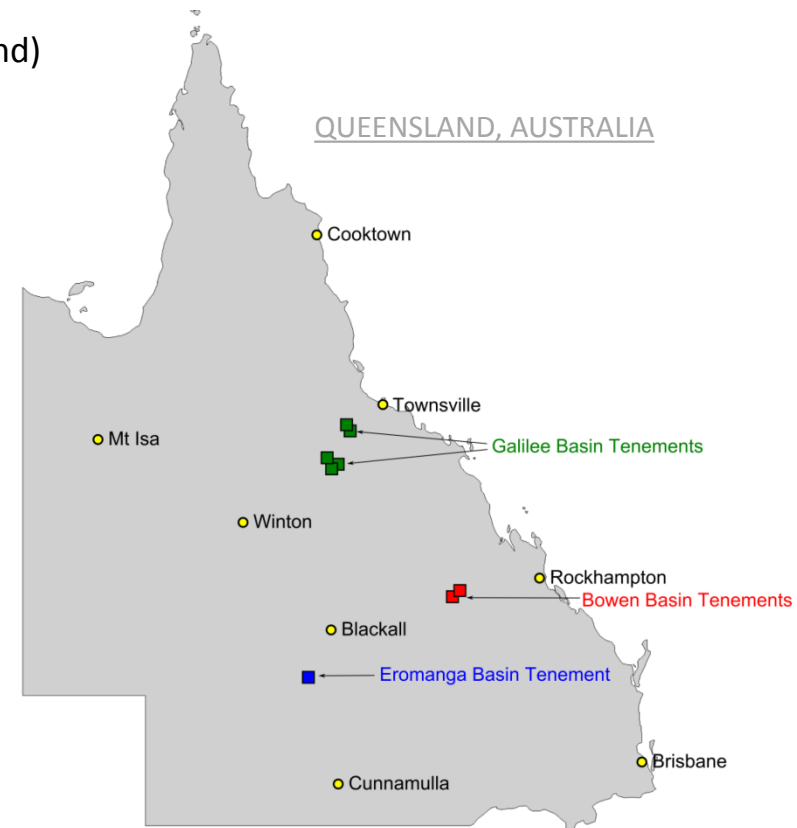 nd)
QUEENSLAND, AUSTRALIA
Cooktown
Townsville
Mt Isa
Galilee Basin Tenements
Winton
Rockhampton
Bowen Basin Tenements
Blackall
Eromanga Basin Tenement
Brisbane
Cunnamulla